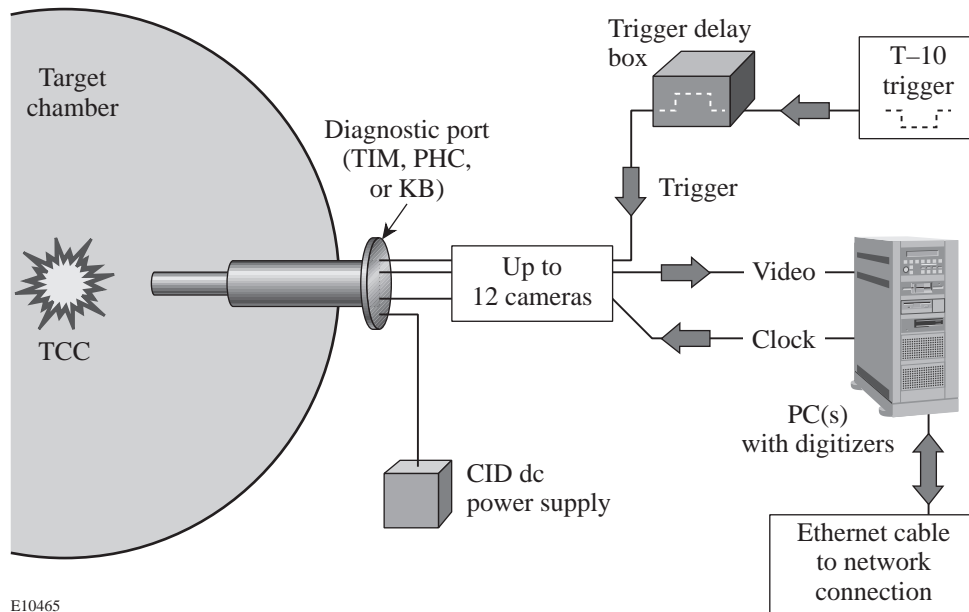 Target
chamber
TCC
Diagnostic port
(TIM, PHC,
or KB)
Trigger delay
box
T–10
trigger
Trigger
Up to
12 cameras
Video
Clock
PC(s)
with digitizers
CID dc
power supply
Ethernet cable
to network
connection
E10465